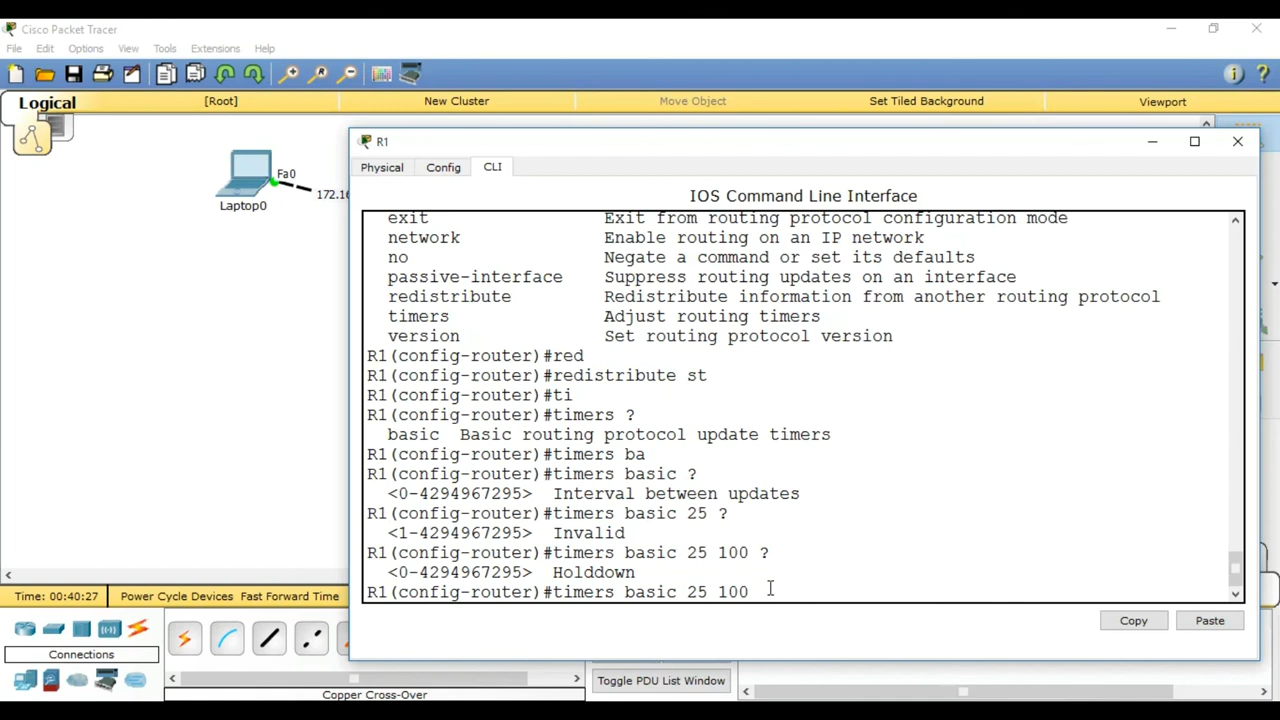 Cisco Packet Tracer
File Edit Options View Tools Extensions Help
Logical [Root] New Cluster Move Object Set Tiled Background Viewport
Fa0
172.16
Laptop0
R1
Physical Config CLI
IOS Command Line Interface
exit Exit from routing protocol configuration mode
network Enable routing on an IP network
no Negate a command or set its defaults
passive-interface Suppress routing updates on an interface
redistribute Redistribute information from another routing protocol
timers Adjust routing timers
version Set routing protocol version
R1(config-router)#red
R1(config-router)#redistribute st
R1(config-router)#ti
R1(config-router)#timers ?
basic Basic routing protocol update timers
R1(config-router)#timers ba
R1(config-router)#timers basic ?
<0-4294967295> Interval between updates
R1(config-router)#timers basic 25 ?
<1-4294967295> Invalid
R1(config-router)#timers basic 25 100 ?
<0-4294967295> Holddown
R1(config-router)#timers basic 25 100
Copy Paste
Time: 00:40:27 Power Cycle Devices Fast Forward Time
Connections
Copper Cross-Over
Toggle PDU List Window